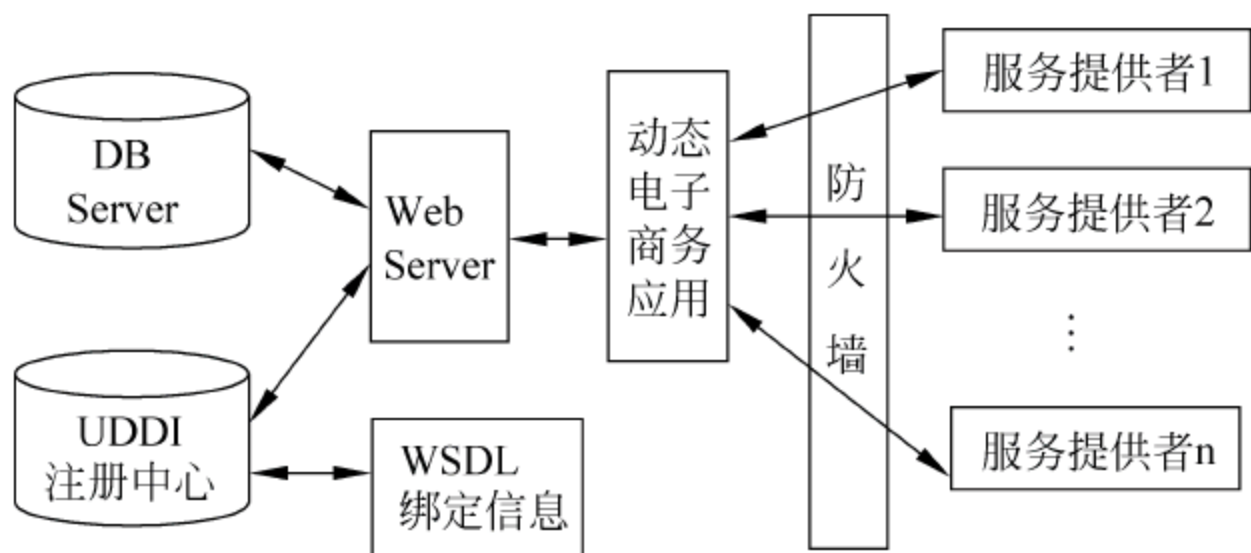 DB
Server
UDDI
注册中心
Web
Server
WSDL
绑定信息
动态
电子
商务
应用
防
火
墙
服务提供者1
服务提供者2
⋮
服务提供者n